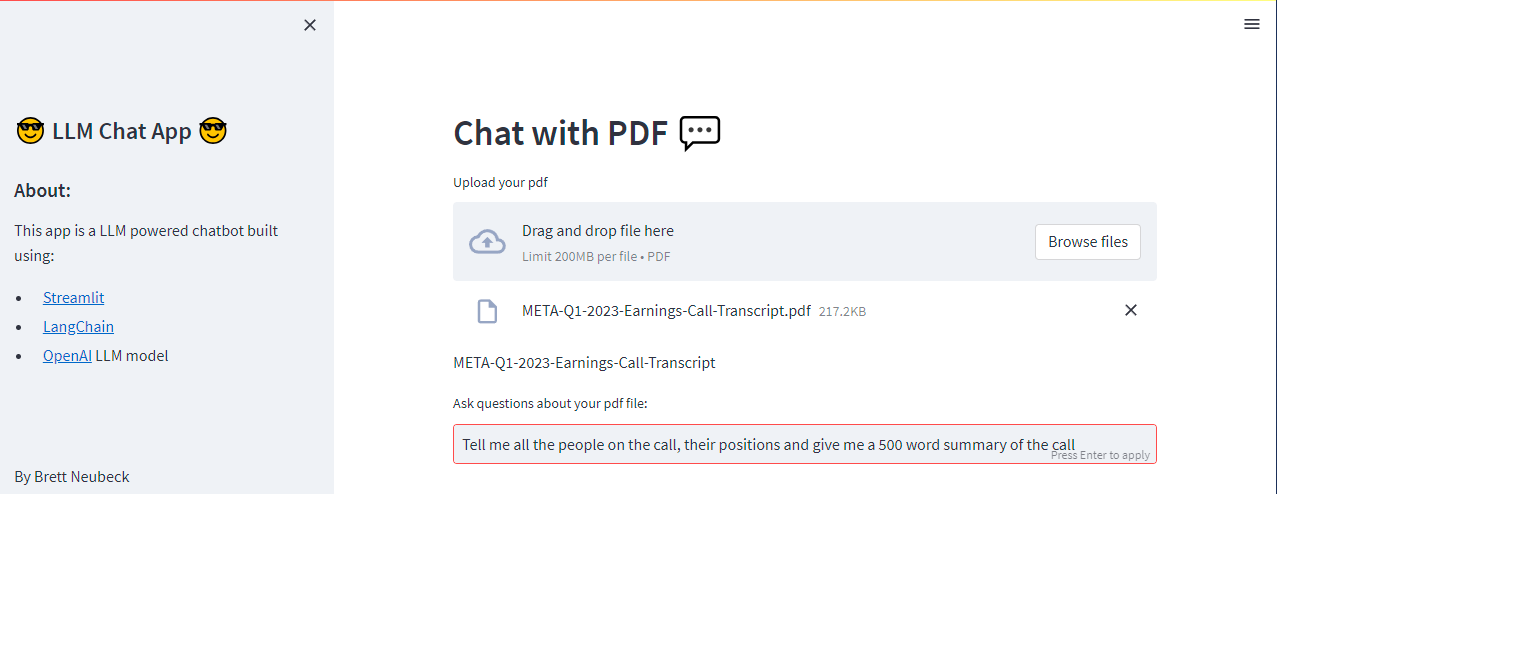 😎 LLM Chat App 😎
About:
This app is a LLM powered chatbot built
using:
• Streamlit
• LangChain
• OpenAI LLM model
By Brett Neubeck
Chat with PDF 💬
Upload your pdf
Drag and drop file here
Limit 200MB per file • PDF
Browse files
META-Q1-2023-Earnings-Call-Transcript.pdf 217.2KB
META-Q1-2023-Earnings-Call-Transcript
Ask questions about your pdf file:
Tell me all the people on the call, their positions and give me a 500 word summary of the call
Press Enter to apply